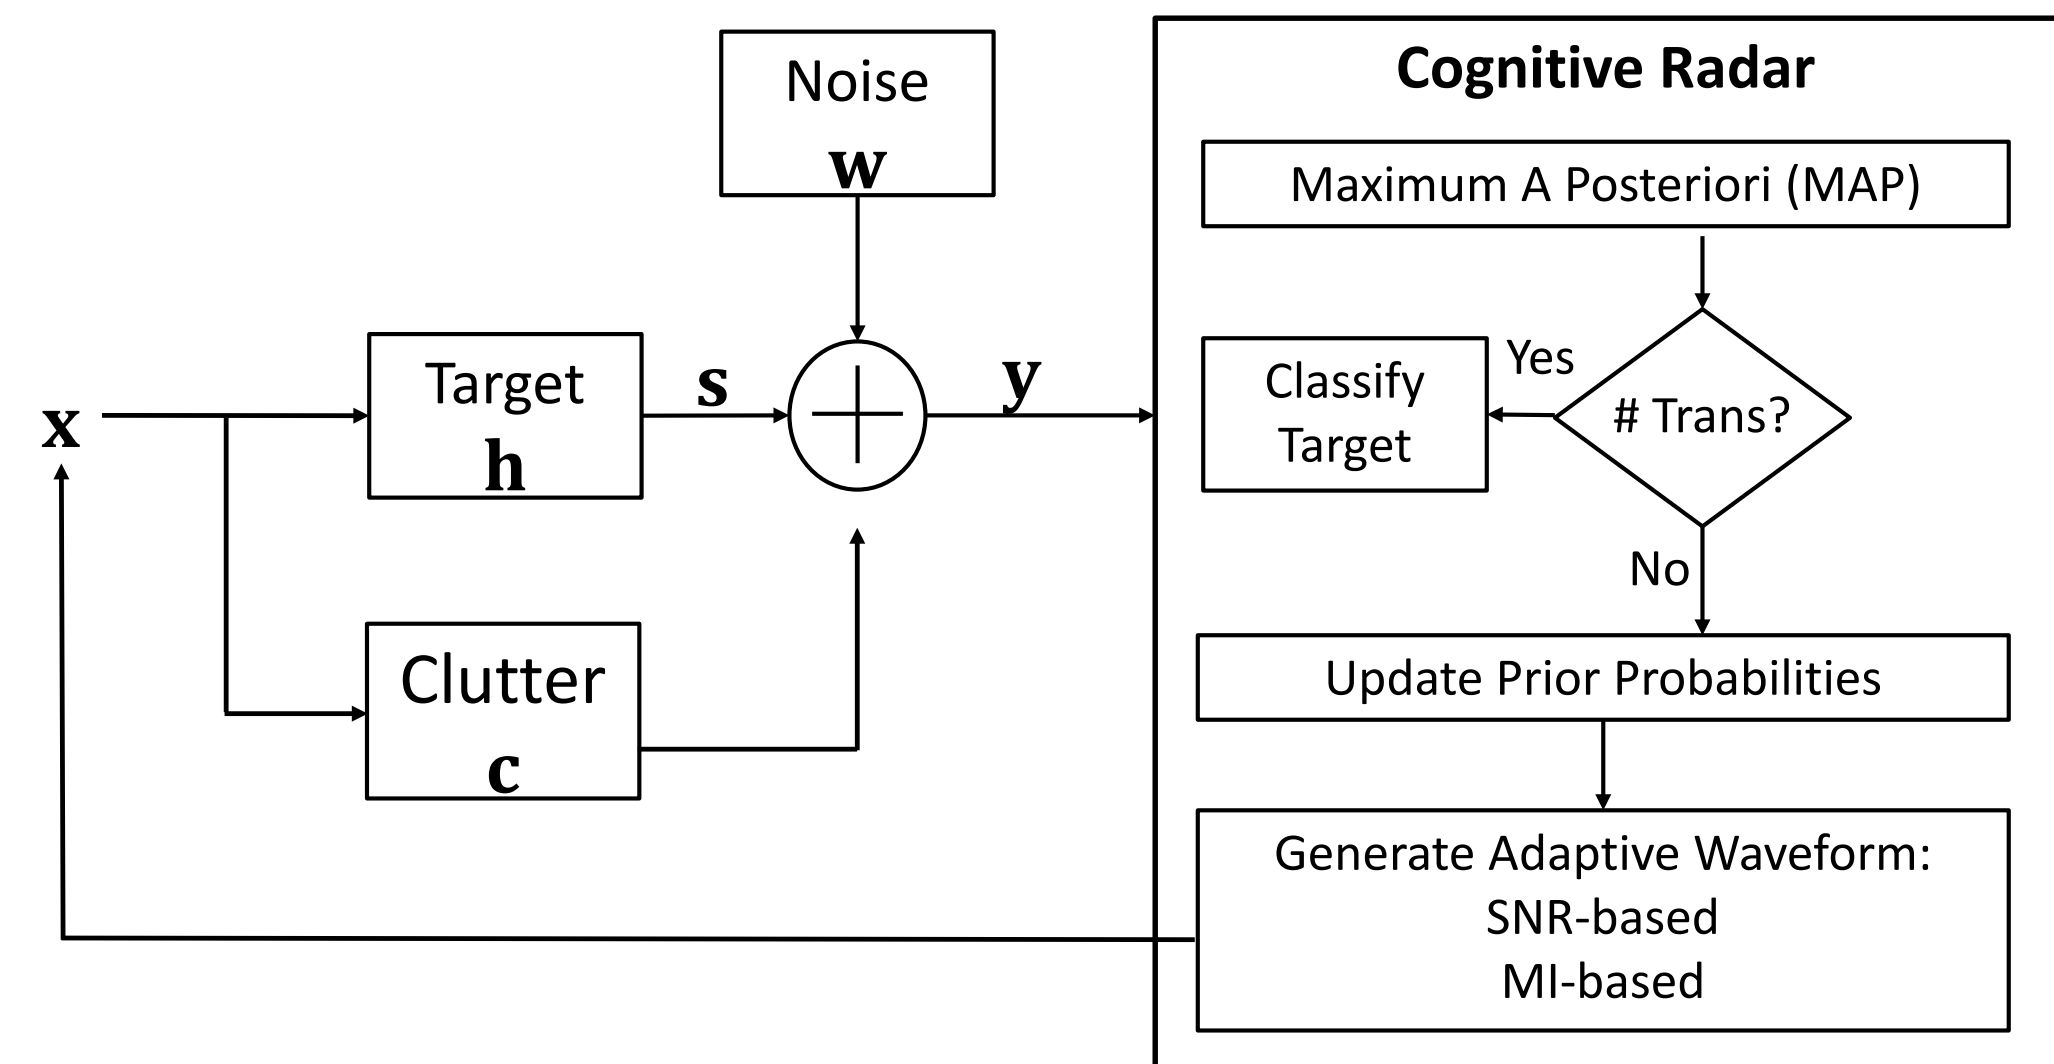 Noise
w
Cognitive Radar
Maximum A Posteriori (MAP)
x
Target
h
s
y
Classify
Target
Yes
# Trans?
No
Clutter
c
Update Prior Probabilities
Generate Adaptive Waveform:
SNR-based
MI-based